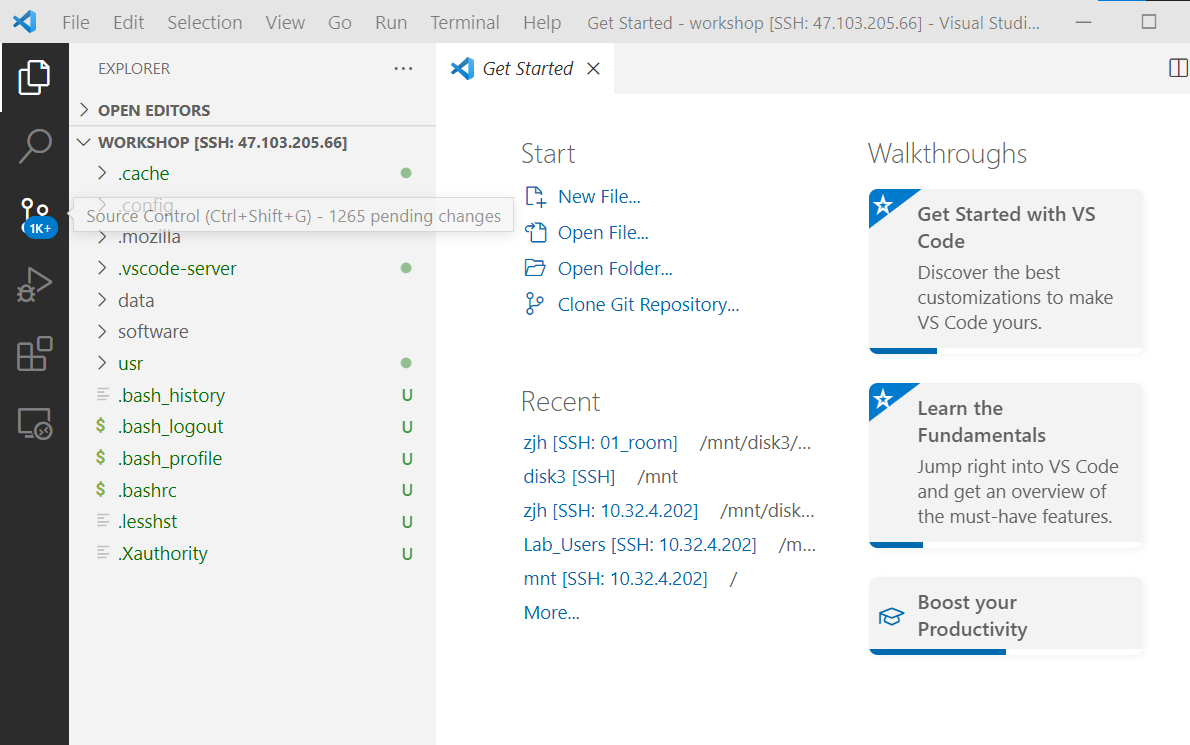 File Edit Selection View Go Run Terminal Help Get Started - workshop [SSH: 47.103.205.66] - Visual Studi...
EXPLORER
Get Started
OPEN EDITORS
WORKSHOP [SSH: 47.103.205.66]
.cache
.config
Source Control (Ctrl+Shift+G) - 1265 pending changes
1K+
.mozilla
.vscode-server
data
software
usr
.bash_history U
$ .bash_logout U
$ .bash_profile U
$ .bashrc U
.lesshst U
.Xauthority U
Start
New File...
Open File...
Open Folder...
Clone Git Repository...
Recent
zjh [SSH: 01_room] /mnt/disk3/...
disk3 [SSH] /mnt
zjh [SSH: 10.32.4.202] /mnt/disk...
Lab_Users [SSH: 10.32.4.202] /m...
mnt [SSH: 10.32.4.202] /
More...
Walkthroughs
Get Started with VS
Code
Discover the best
customizations to make
VS Code yours.
Learn the
Fundamentals
Jump right into VS Code
and get an overview of
the must-have features.
Boost your
Productivity